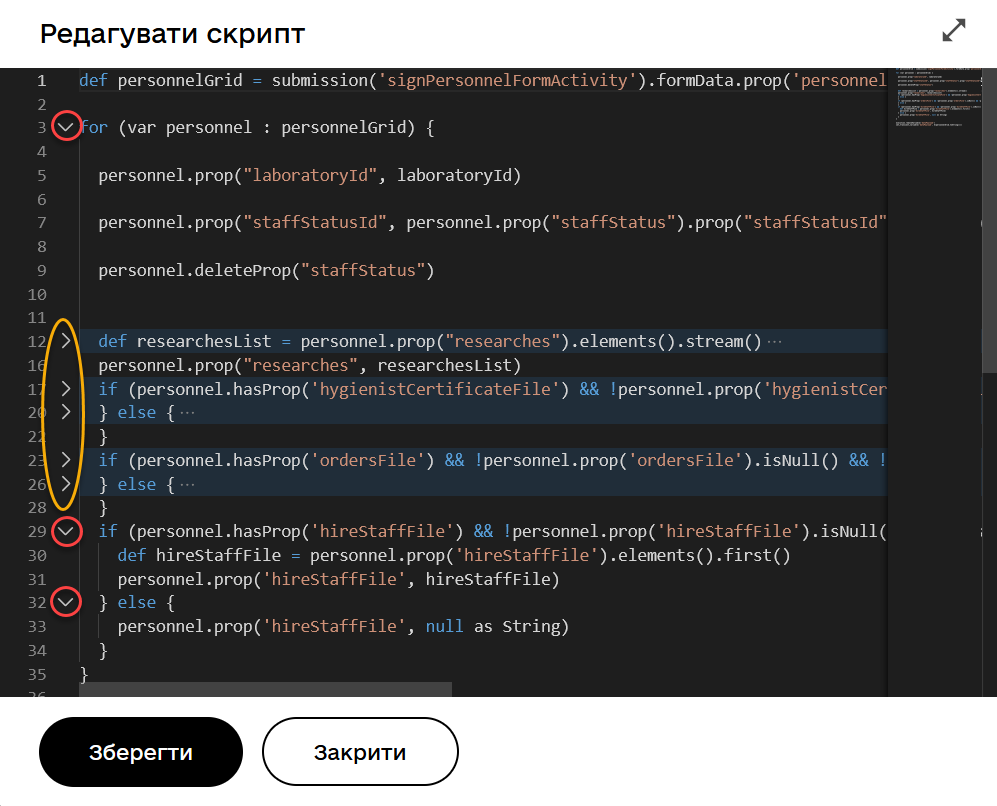 Редагувати скрипт
1 def personnelGrid = submission('signPersonnelFormActivity').formData.prop('personnel
2
3 for (var personnel : personnelGrid) {
4
5 personnel.prop("laboratoryId", laboratoryId)
6
7 personnel.prop("staffStatusId", personnel.prop("staffStatus").prop("staffStatusId"
8
9 personnel.deleteProp("staffStatus")
10
11
12 def researchesList = personnel.prop("researches").elements().stream() ···
16 personnel.prop("researches", researchesList)
17 if (personnel.hasProp('hygienistCertificateFile') && !personnel.prop('hygienistCer
20 } else { ···
22 }
23 if (personnel.hasProp('ordersFile') && !personnel.prop('ordersFile').isNull() && !
26 } else { ···
28 }
29 if (personnel.hasProp('hireStaffFile') && !personnel.prop('hireStaffFile').isNull(
30 def hireStaffFile = personnel.prop('hireStaffFile').elements().first()
31 personnel.prop('hireStaffFile', hireStaffFile)
32 } else {
33 personnel.prop('hireStaffFile', null as String)
34 }
35 }
36
Зберегти
Закрити